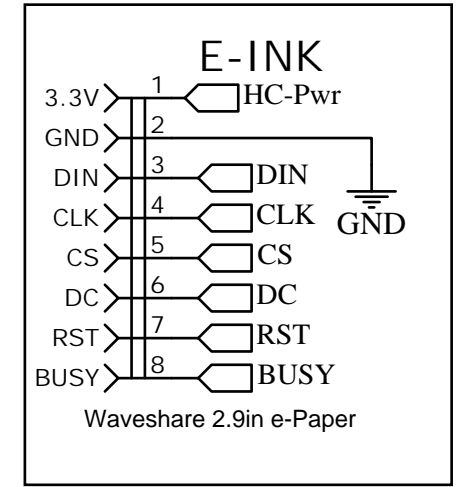 E-INK
3.3V 1 HC-Pwr
GND 2
DIN 3 DIN
CLK 4 CLK GND
CS 5 CS
DC 6 DC
RST 7 RST
BUSY 8 BUSY
Waveshare 2.9in e-Paper